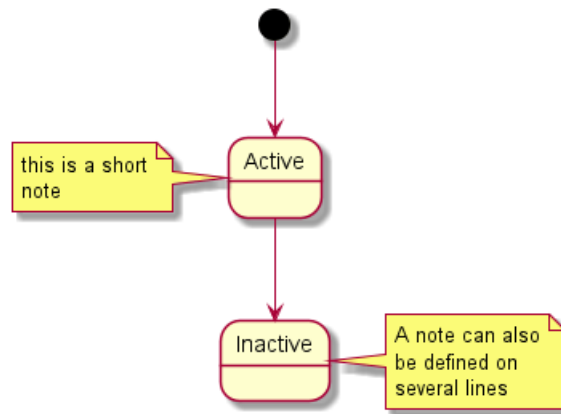 Active
this is a short
note
Inactive
A note can also
be defined on
several lines